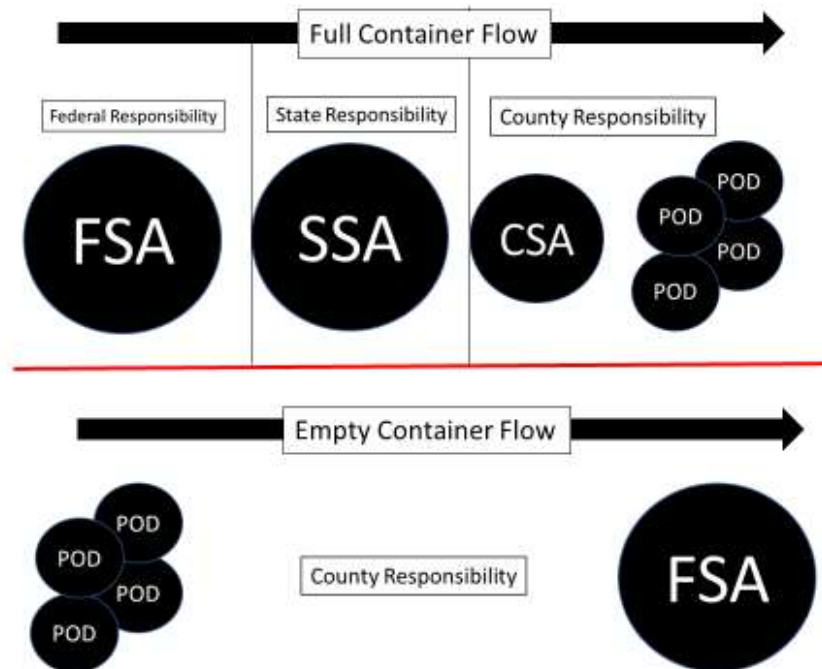 Full Container Flow
Federal Responsibility
State Responsibility
County Responsibility
FSA
SSA
CSA
POD
POD
POD
POD
Empty Container Flow
POD
POD
POD
POD
County Responsibility
FSA